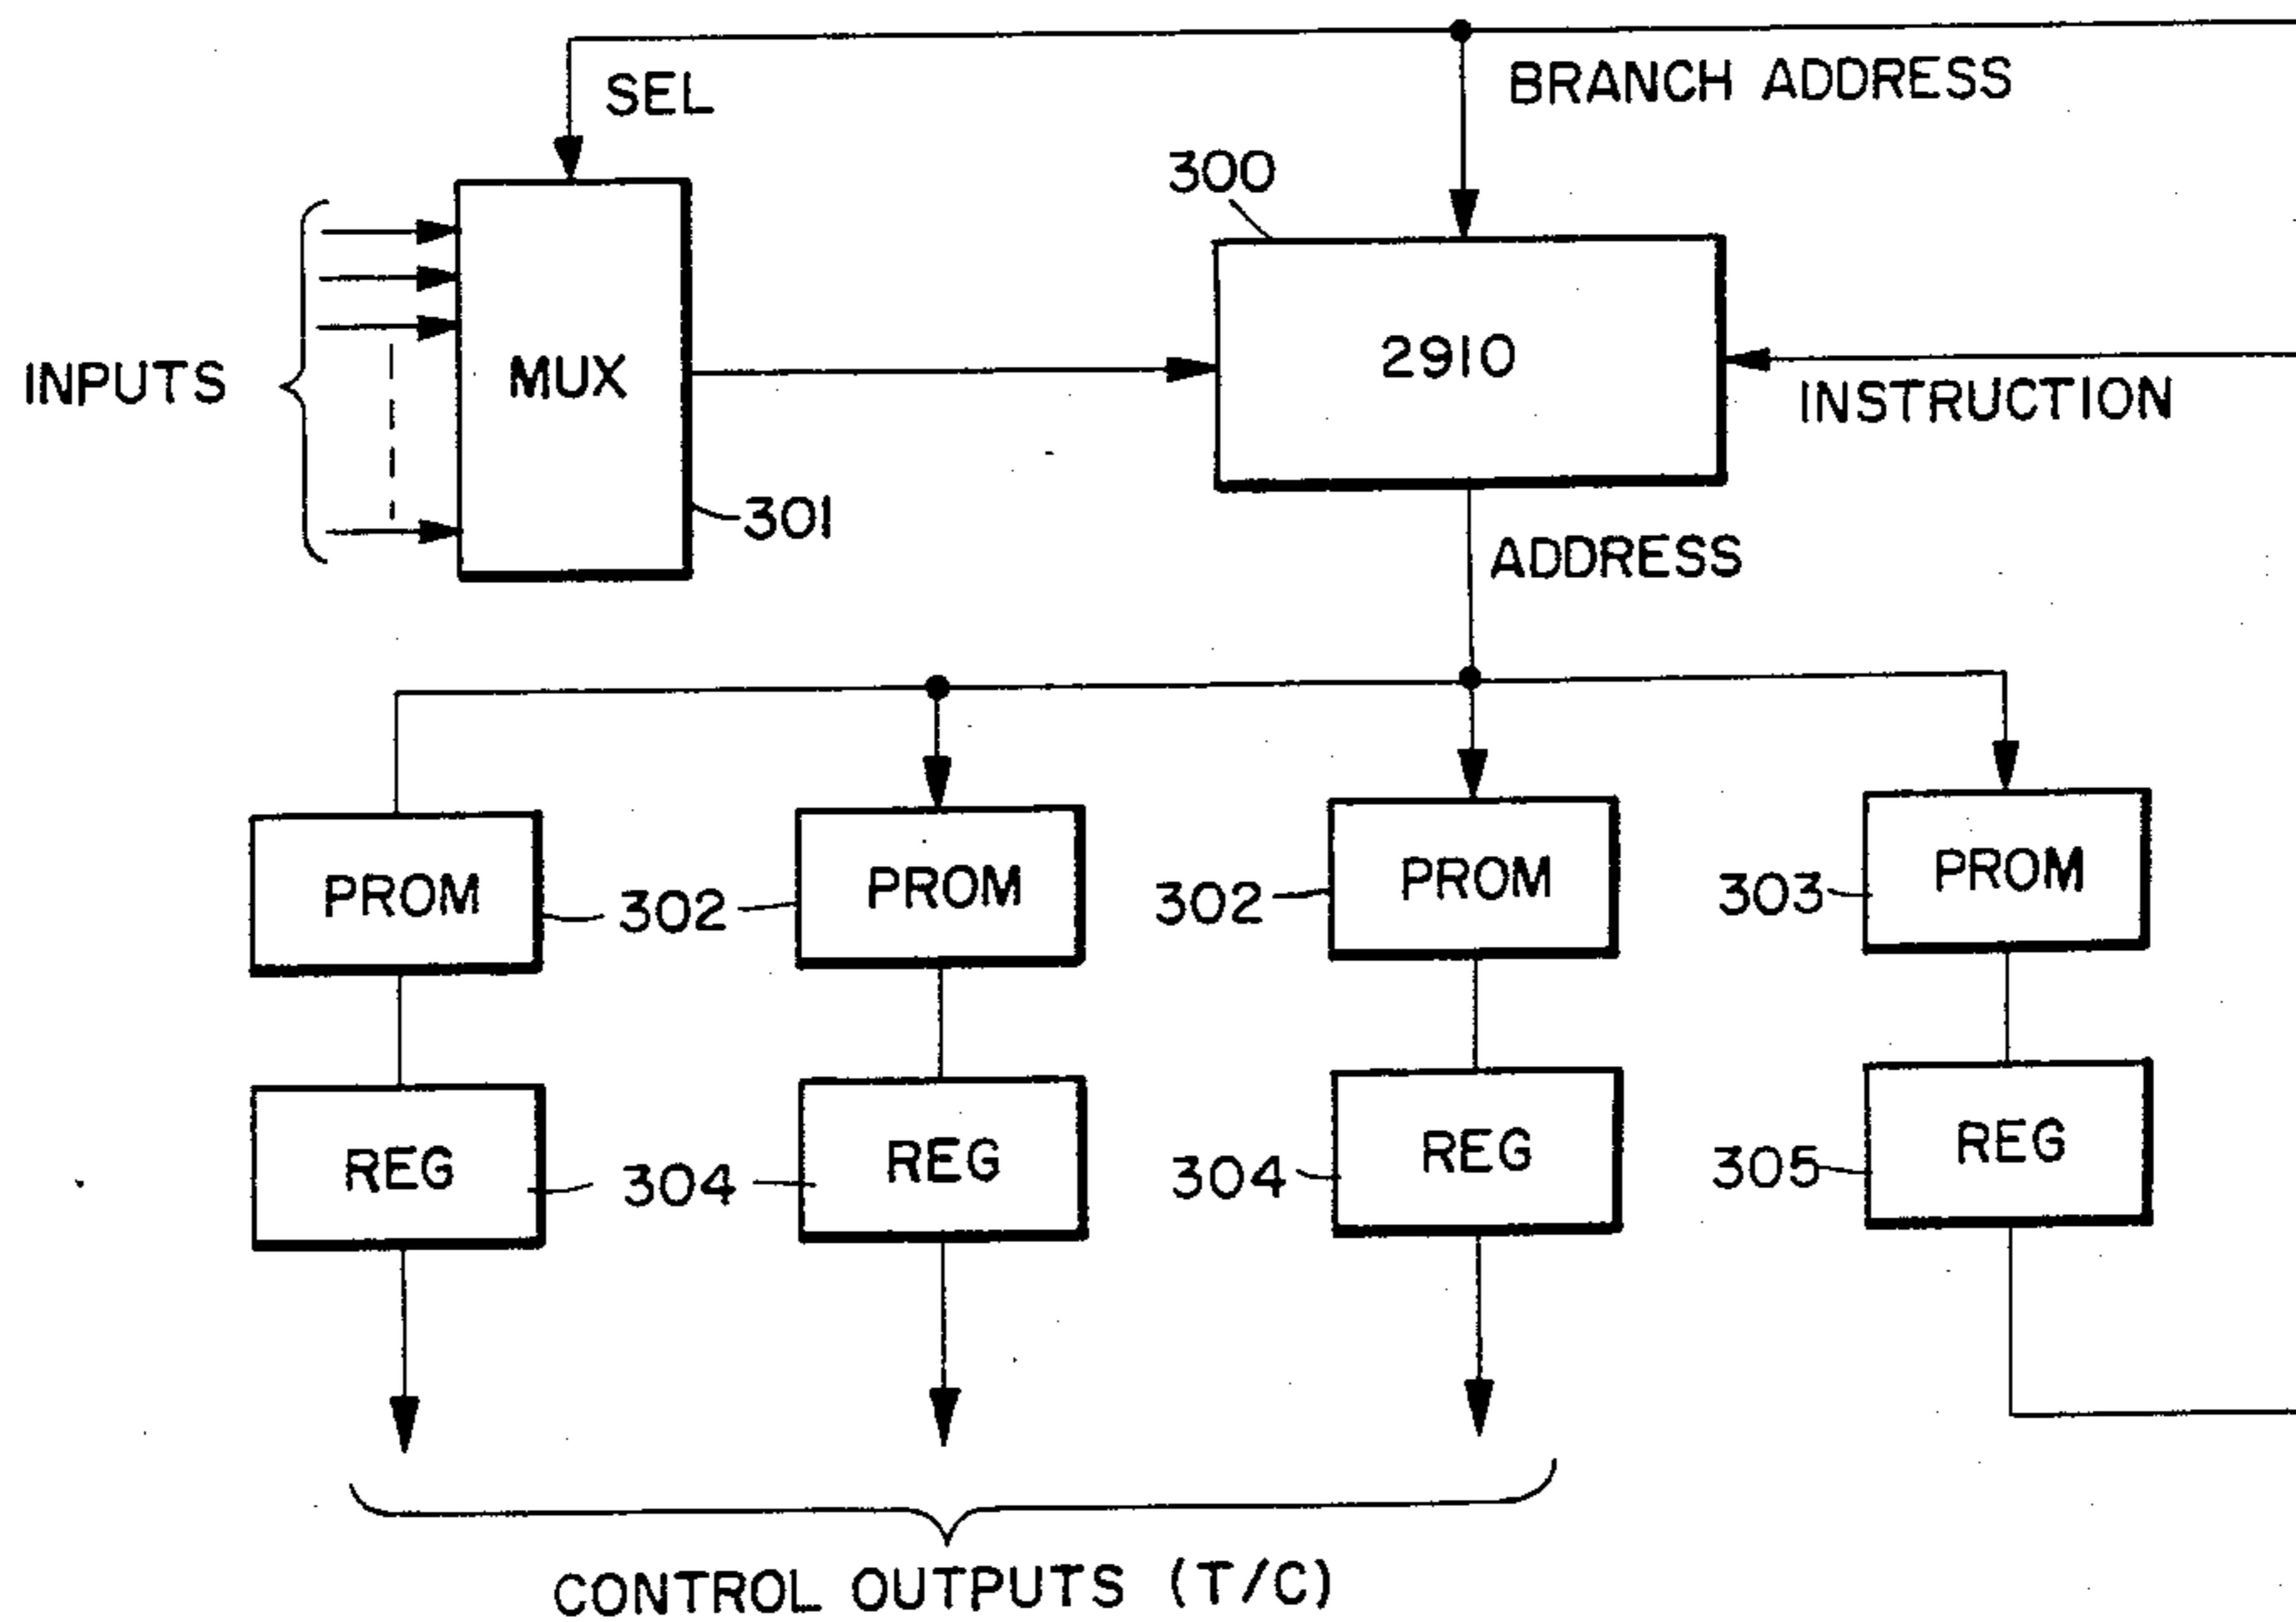 SEL
BRANCH ADDRESS
300
INPUTS
MUX
2910
INSTRUCTION
301
ADDRESS
PROM
302
PROM
302
PROM
303
PROM
REG
304
REG
304
REG
305
REG
CONTROL OUTPUTS (T/C)